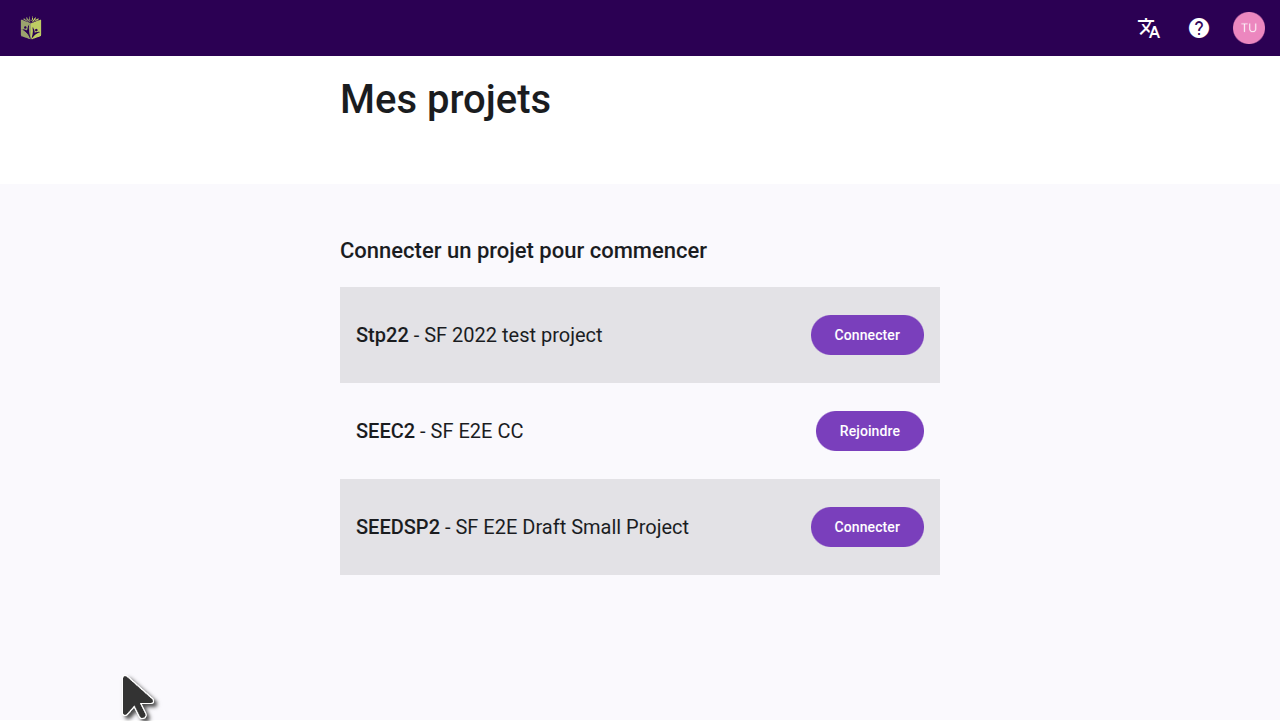 TU
Mes projets
Connecter un projet pour commencer
Stp22 - SF 2022 test project
Connecter
SEEC2 - SF E2E CC
Rejoindre
SEEDSP2 - SF E2E Draft Small Project
Connecter